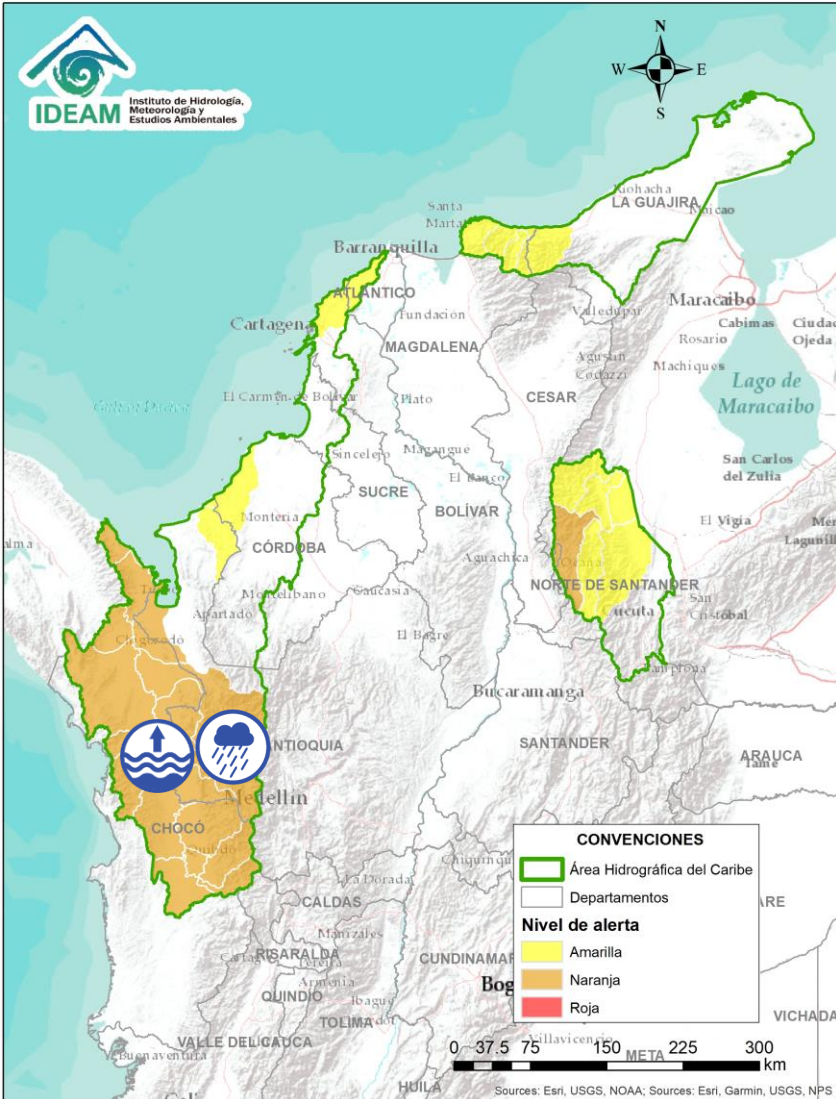 IDEAM
Instituto de Hidrología,
Meteorología y
Estudios Ambientales
N
W
E
S
Riohacha
LA GUAJIRA
Maicao
Santa
Marta
Barranquilla
ATLÁNTICO
Cartagena
Fundación
Valledupar
Maracaibo
Cabimas
Ciudad
Ojeda
Rosario
MAGDALENA
Agustín
Codazzi
Machiques
Lago de
Maracaibo
El Carmen de Bolívar
Plato
CESAR
Sincelejo
Magangué
San Carlos
del Zulia
SUCRE
El Banco
BOLÍVAR
Montería
El Vigía
CÓRDOBA
Aguachica
Ocaña
NORTE DE SANTANDER
Montelíbano
Caucasia
Cúcuta
San
Cristóbal
Apartadó
El Bagre
Pamplona
Bucaramanga
ANTIOQUIA
SANTANDER
ARAUCA
Tame
Medellín
CHOCÓ
Quibdó
La Dorada
CALDAS
Manizales
RISARALDA
Pereira
Armenia
QUINDIO
Ibagué
TOLIMA
VALLE DEL CAUCA
Buenaventura
Villavicencio
META
VICHADA
HUILA
CONVENCIONES
Área Hidrográfica del Caribe
Departamentos
Nivel de alerta
Amarilla
Naranja
Roja
0 37.5 75 150 225 300
km
Sources: Esri, USGS, NOAA; Sources: Esri, Garmin, USGS, NPS